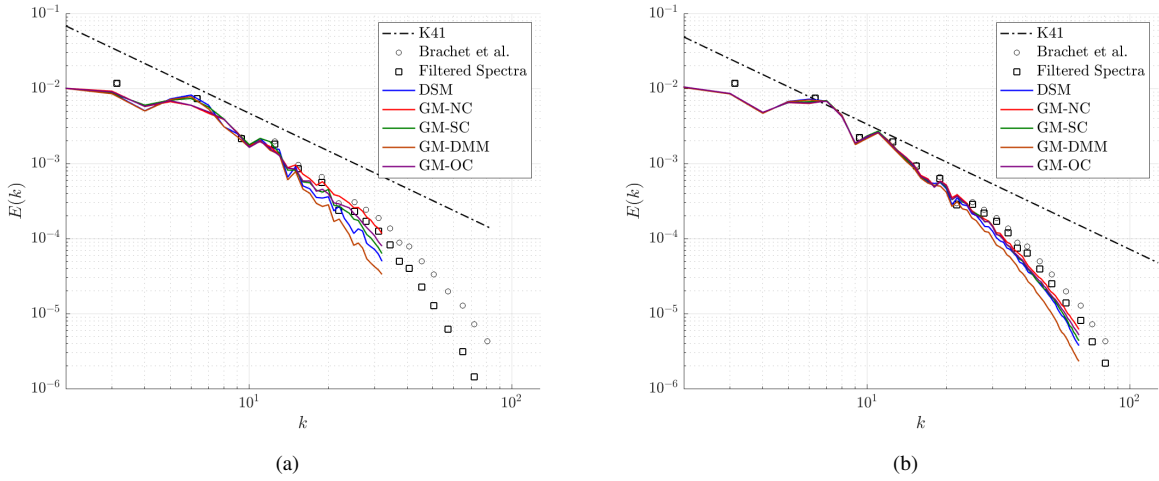 10^{-1}
10^{-2}
10^{-3}
10^{-4}
10^{-5}
10^{-6}
E(k)
10^{1}
10^{2}
k
K41
Brachet et al.
Filtered Spectra
DSM
GM-NC
GM-SC
GM-DMM
GM-OC
(a)
10^{-1}
10^{-2}
10^{-3}
10^{-4}
10^{-5}
10^{-6}
E(k)
10^{1}
10^{2}
k
K41
Brachet et al.
Filtered Spectra
DSM
GM-NC
GM-SC
GM-DMM
GM-OC
(b)